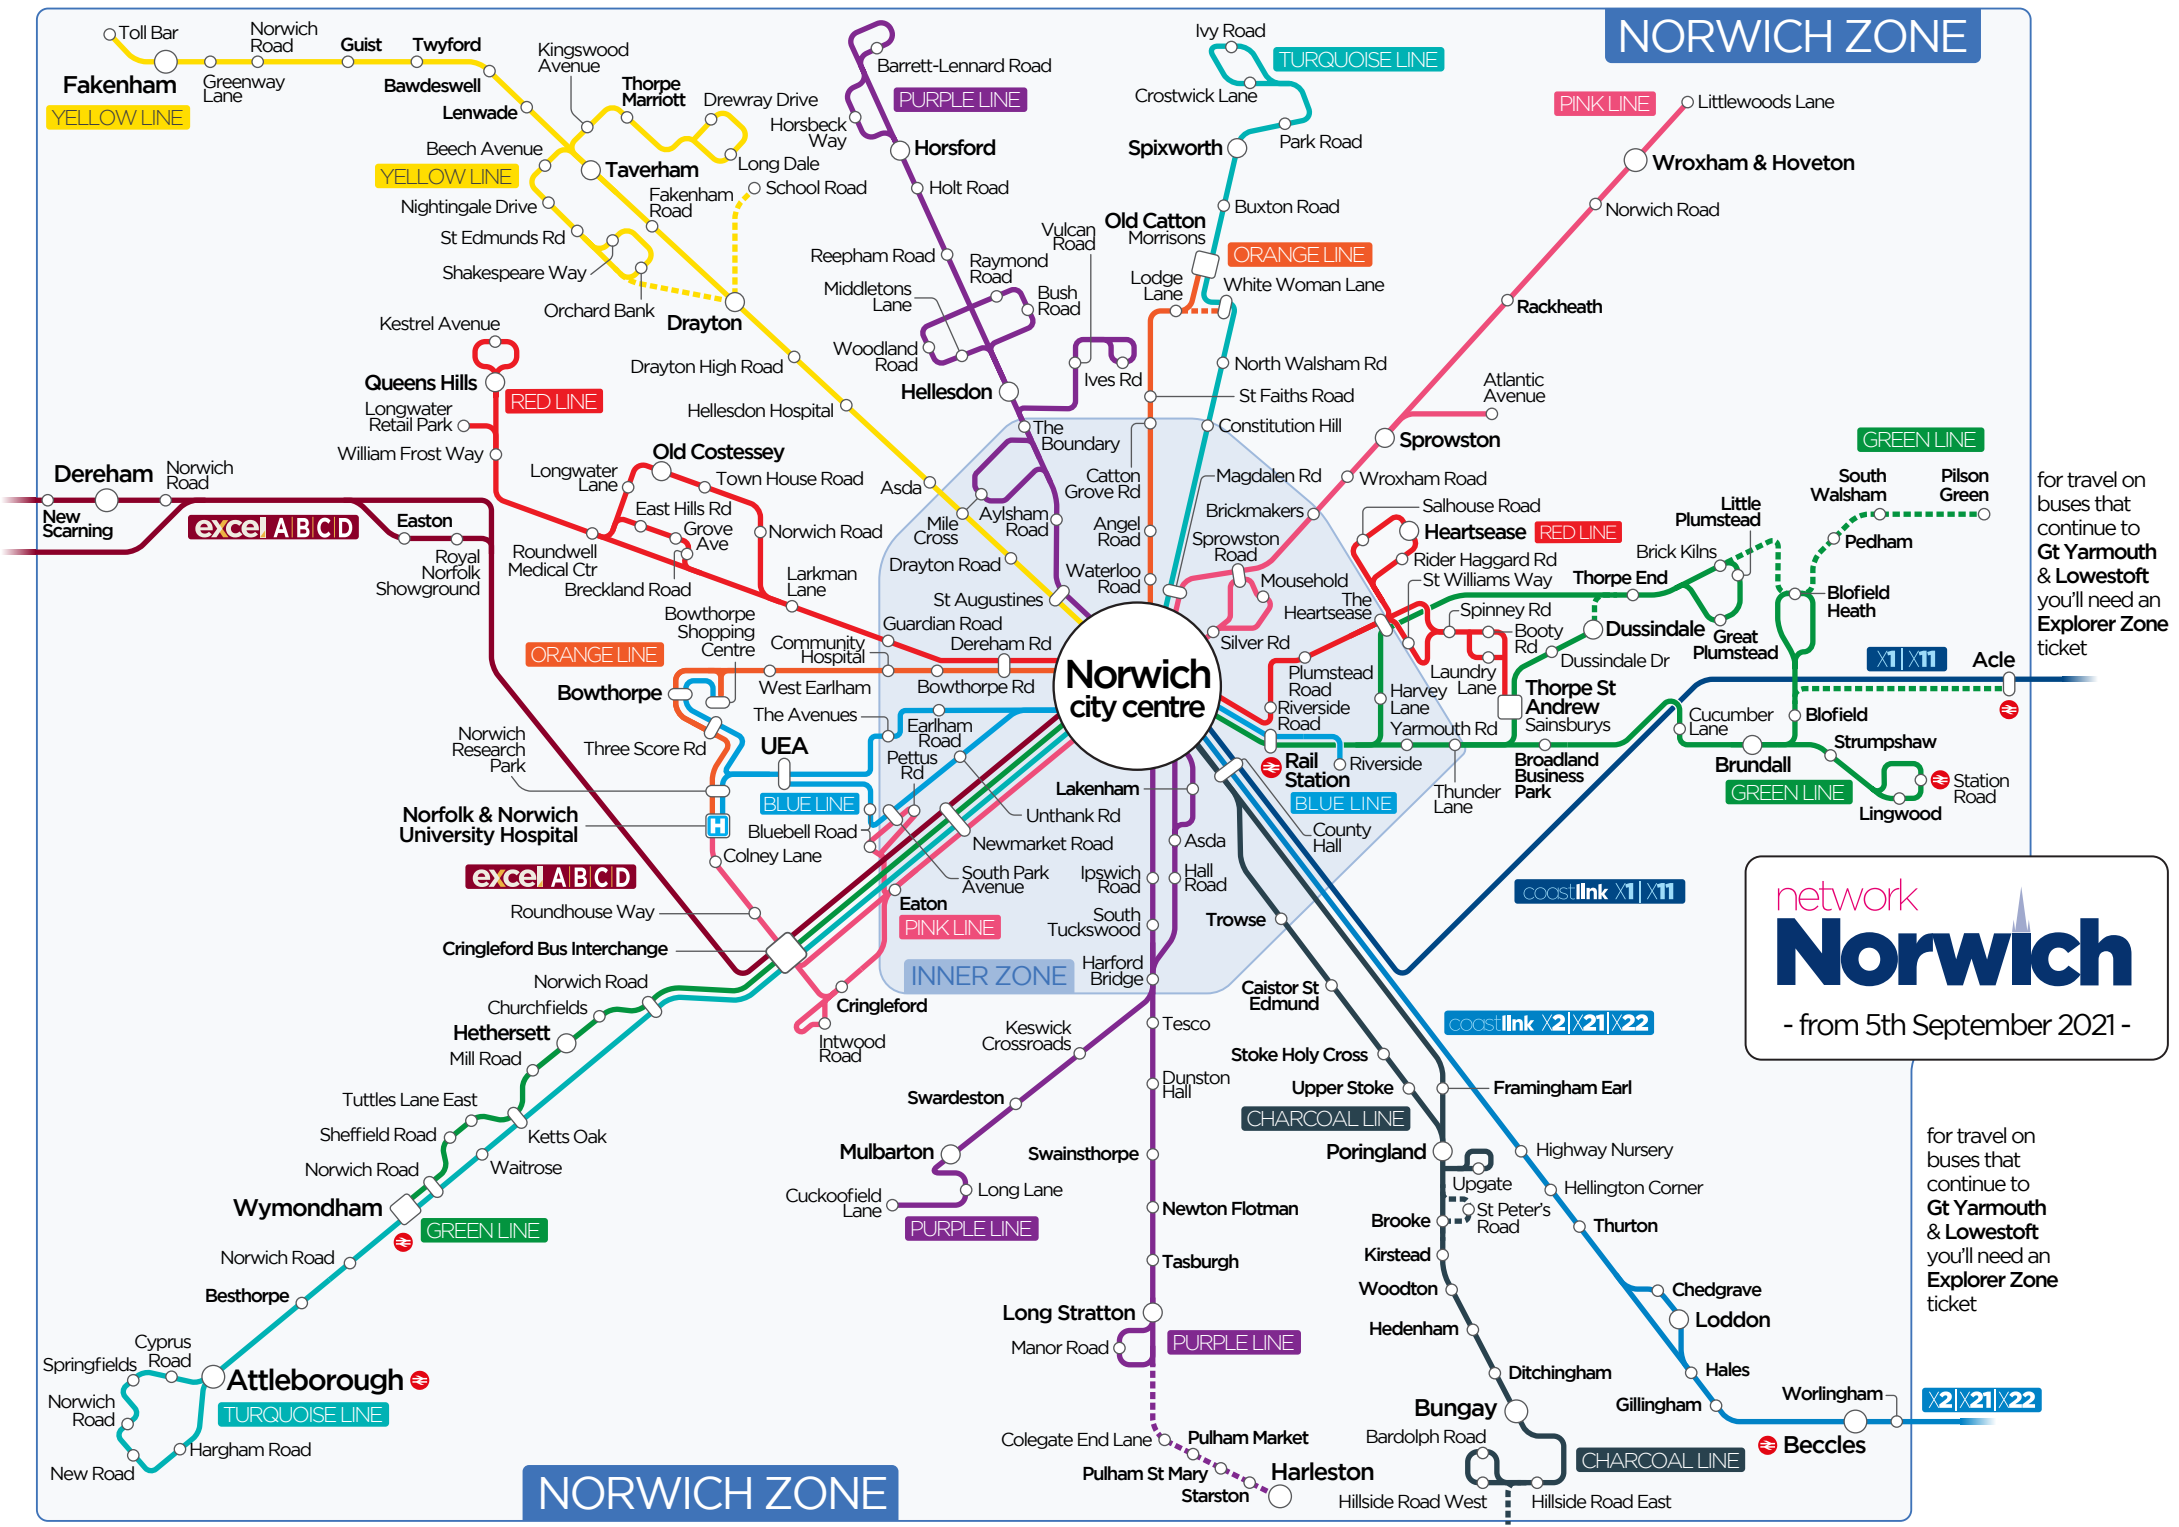 NORWICH ZONE
Toll Bar
Fakenham
YELLOW LINE
Greenway
Lane
Norwich
Road
Guist
Twyford
Bawdeswell
Lenwade
Kingswood
Avenue
Thorpe
Marriott
Drewray Drive
Long Dale
Beech Avenue
YELLOW LINE
Taverham
Nightingale Drive
St Edmunds Rd
Shakespeare Way
Orchard Bank
Fakenham
Road
School Road
Drayton
Drayton High Road
Hellesdon Hospital
Asda
Mile
Cross
Drayton Road
St Augustines
Barrett-Lennard Road
PURPLE LINE
Horsbeck
Way
Horsford
Holt Road
Reepham Road
Raymond
Road
Bush
Road
Middletons
Lane
Woodland
Road
Vulcan
Road
Ives Rd
Hellesdon
The
Boundary
Aylsham
Road
Ivy Road
TURQUOISE LINE
Crostwick Lane
Park Road
Spixworth
Buxton Road
Old Catton
Morrisons
ORANGE LINE
Lodge
Lane
White Woman Lane
North Walsham Rd
St Faiths Road
Constitution Hill
Catton
Grove Rd
Magdalen Rd
Angel
Road
Waterloo
Road
PINK LINE
Littlewoods Lane
Wroxham & Hoveton
Norwich Road
Rackheath
Atlantic
Avenue
Sprowston
Wroxham Road
Brickmakers
Sprowston
Road
Mousehold
Silver Rd
Kestrel Avenue
Queens Hills
RED LINE
Longwater
Retail Park
William Frost Way
Old Costessey
Longwater
Lane
Town House Road
East Hills Rd
Grove
Ave
Norwich Road
Roundwell
Medical Ctr
Breckland Road
Larkman
Lane
Guardian Road
Dereham Rd
Dereham
Norwich
Road
New
Scarning
excel A|B|C|D
Easton
Royal
Norfolk
Showground
Bowthorpe
Shopping
Centre
Community
Hospital
ORANGE LINE
Bowthorpe
West Earlham
Bowthorpe Rd
The Avenues
Earlham
Road
Three Score Rd
UEA
Norwich
Research
Park
Pettus
Rd
BLUE LINE
Bluebell Road
Unthank Rd
Norfolk & Norwich
University Hospital
H
Colney Lane
Newmarket Road
South Park
Avenue
excel A|B|C|D
Roundhouse Way
Eaton
PINK LINE
Cringleford Bus Interchange
INNER ZONE
Cringleford
Intwood
Road
Norwich
city centre
Salhouse Road
Heartsease
RED LINE
Rider Haggard Rd
St Williams Way
The
Heartsease
Spinney Rd
Booty
Rd
Laundry
Lane
Plumstead
Road
Riverside
Road
Harvey
Lane
Yarmouth Rd
Rail
Station
Riverside
BLUE LINE
Thunder
Lane
Thorpe St
Andrew
Sainsburys
Broadland
Business
Park
Thorpe End
Dussindale
Dussindale Dr
Brick Kilns
Little
Plumstead
Great
Plumstead
GREEN LINE
South
Walsham
Pilson
Green
Pedham
Blofield
Heath
X1|X11
Acle
Blofield
Cucumber
Lane
Brundall
GREEN LINE
Strumpshaw
Station
Road
Lingwood
for travel on
buses that
continue to
Gt Yarmouth
& Lowestoft
you'll need an
Explorer Zone
ticket
network
Norwich
- from 5th September 2021 -
coastlink X1|X11
Lakenham
County
Hall
Asda
Ipswich
Road
Hall
Road
South
Tuckswood
Harford
Bridge
Trowse
Caistor St
Edmund
Stoke Holy Cross
Upper Stoke
CHARCOAL LINE
coastlink X2|X21|X22
Framingham Earl
Poringland
Upgate
St Peter's
Road
Brooke
Kirstead
Woodton
Hedenham
Ditchingham
Bungay
Bardolph Road
CHARCOAL LINE
Hillside Road West
Hillside Road East
Highway Nursery
Hellington Corner
Thurton
Chedgrave
Loddon
Hales
Gillingham
Worlingham
Beccles
X2|X21|X22
for travel on
buses that
continue to
Gt Yarmouth
& Lowestoft
you'll need an
Explorer Zone
ticket
Norwich Road
Churchfields
Hethersett
Mill Road
Tuttles Lane East
Sheffield Road
Ketts Oak
Waitrose
Norwich Road
Wymondham
GREEN LINE
Norwich Road
Besthorpe
Cyprus
Road
Springfields
Attleborough
TURQUOISE LINE
Norwich
Road
Hargham Road
New Road
Keswick
Crossroads
Swardeston
Mulbarton
Long Lane
Cuckoofield
Lane
PURPLE LINE
Tesco
Dunston
Hall
Swainsthorpe
Newton Flotman
Tasburgh
Long Stratton
Manor Road
PURPLE LINE
Colegate End Lane
Pulham Market
Pulham St Mary
Starston
Harleston
NORWICH ZONE